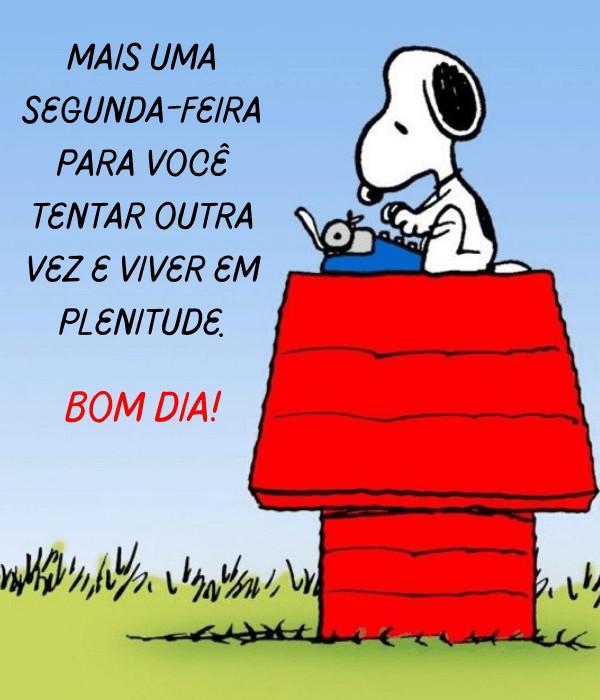 MAIS UMA
SEGUNDA-FEIRA
PARA VOCÊ
TENTAR OUTRA
VEZ E VIVER EM
PLENITUDE.
BOM DIA!